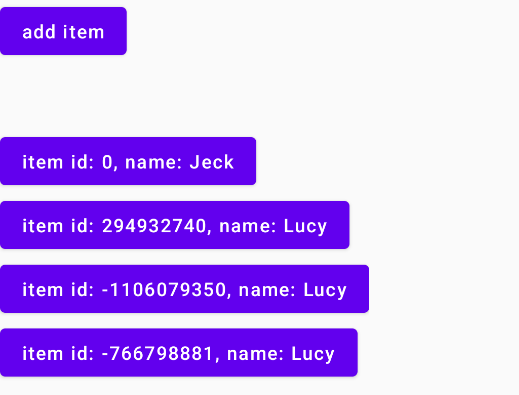 add item
item id: 0, name: Jeck
item id: 294932740, name: Lucy
item id: -1106079350, name: Lucy
item id: -766798881, name: Lucy